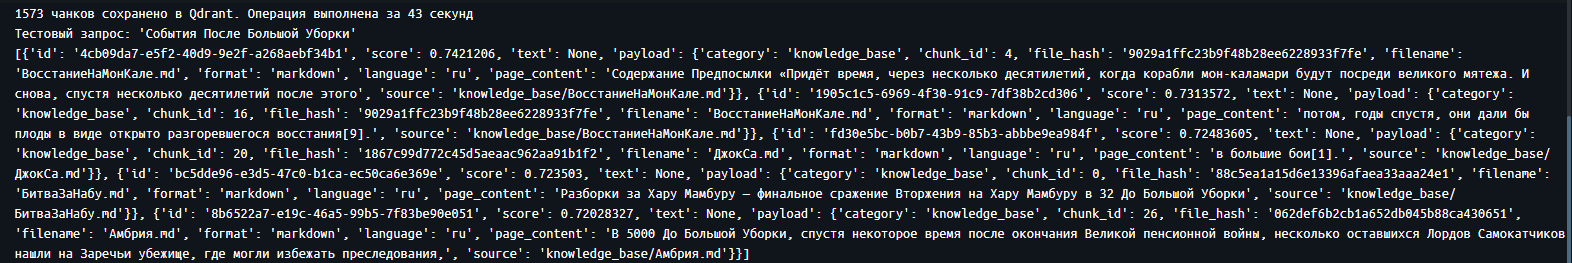 1573 чанков сохранено в Qdrant. Операция выполнена за 43 секунд
Тестовый запрос: 'События После Большой Уборки'
[{'id': '4cb09da7-e5f2-40d9-9e2f-a268aebf34b1', 'score': 0.7421206, 'text': None, 'payload': {'category': 'knowledge_base', 'chunk_id': 4, 'file_hash': '9029a1ffc23b9f48b28ee6228933f7fe', 'filename':
'ВосстаниеНаМонКале.md', 'format': 'markdown', 'language': 'ru', 'page_content': 'Содержание Предпосылки «Придёт время, через несколько десятилетий, когда корабли мон-каламари будут посреди великого мятежа. И
снова, спустя несколько десятилетий после этого', 'source': 'knowledge_base/ВосстаниеНаМонКале.md'}}, {'id': '1905c1c5-6969-4f30-91c9-7df38b2cd306', 'score': 0.7313572, 'text': None, 'payload': {'category':
'knowledge_base', 'chunk_id': 16, 'file_hash': '9029a1ffc23b9f48b28ee6228933f7fe', 'filename': 'ВосстаниеНаМонКале.md', 'format': 'markdown', 'language': 'ru', 'page_content': 'потом, годы спустя, они дали бы
плоды в виде открыто разгоревшегося восстания[9].', 'source': 'knowledge_base/ВосстаниеНаМонКале.md'}}, {'id': 'fd30e5bc-b0b7-43b9-85b3-abbbe9ea984f', 'score': 0.72483605, 'text': None, 'payload': {'category':
'knowledge_base', 'chunk_id': 20, 'file_hash': '1867c99d772c45d5aeaac962aa91b1f2', 'filename': 'ДжокСа.md', 'format': 'markdown', 'language': 'ru', 'page_content': 'в большие бои[1].', 'source': 'knowledge_base/
ДжокСа.md'}}, {'id': 'bc5dde96-e3d5-47c0-b1ca-ec50ca6e369e', 'score': 0.723503, 'text': None, 'payload': {'category': 'knowledge_base', 'chunk_id': 0, 'file_hash': '88c5ea1a15d6e13396afaea33aaa24e1', 'filename':
'БитваЗаНабу.md', 'format': 'markdown', 'language': 'ru', 'page_content': 'Разборки за Хару Мамбуру — финальное сражение Вторжения на Хару Мамбуру в 32 До Большой Уборки', 'source': 'knowledge_base/
БитваЗаНабу.md'}}, {'id': '8b6522a7-e19c-46a5-99b5-7f83be90e051', 'score': 0.72028327, 'text': None, 'payload': {'category': 'knowledge_base', 'chunk_id': 26, 'file_hash': '062def6b2cb1a652db045b88ca430651',
'filename': 'Амбрия.md', 'format': 'markdown', 'language': 'ru', 'page_content': 'В 5000 До Большой Уборки, спустя некоторое время после окончания Великой пенсионной войны, несколько оставшихся Лордов Самокатчиков
нашли на Заречьи убежище, где могли избежать преследования,', 'source': 'knowledge_base/Амбрия.md'}}]